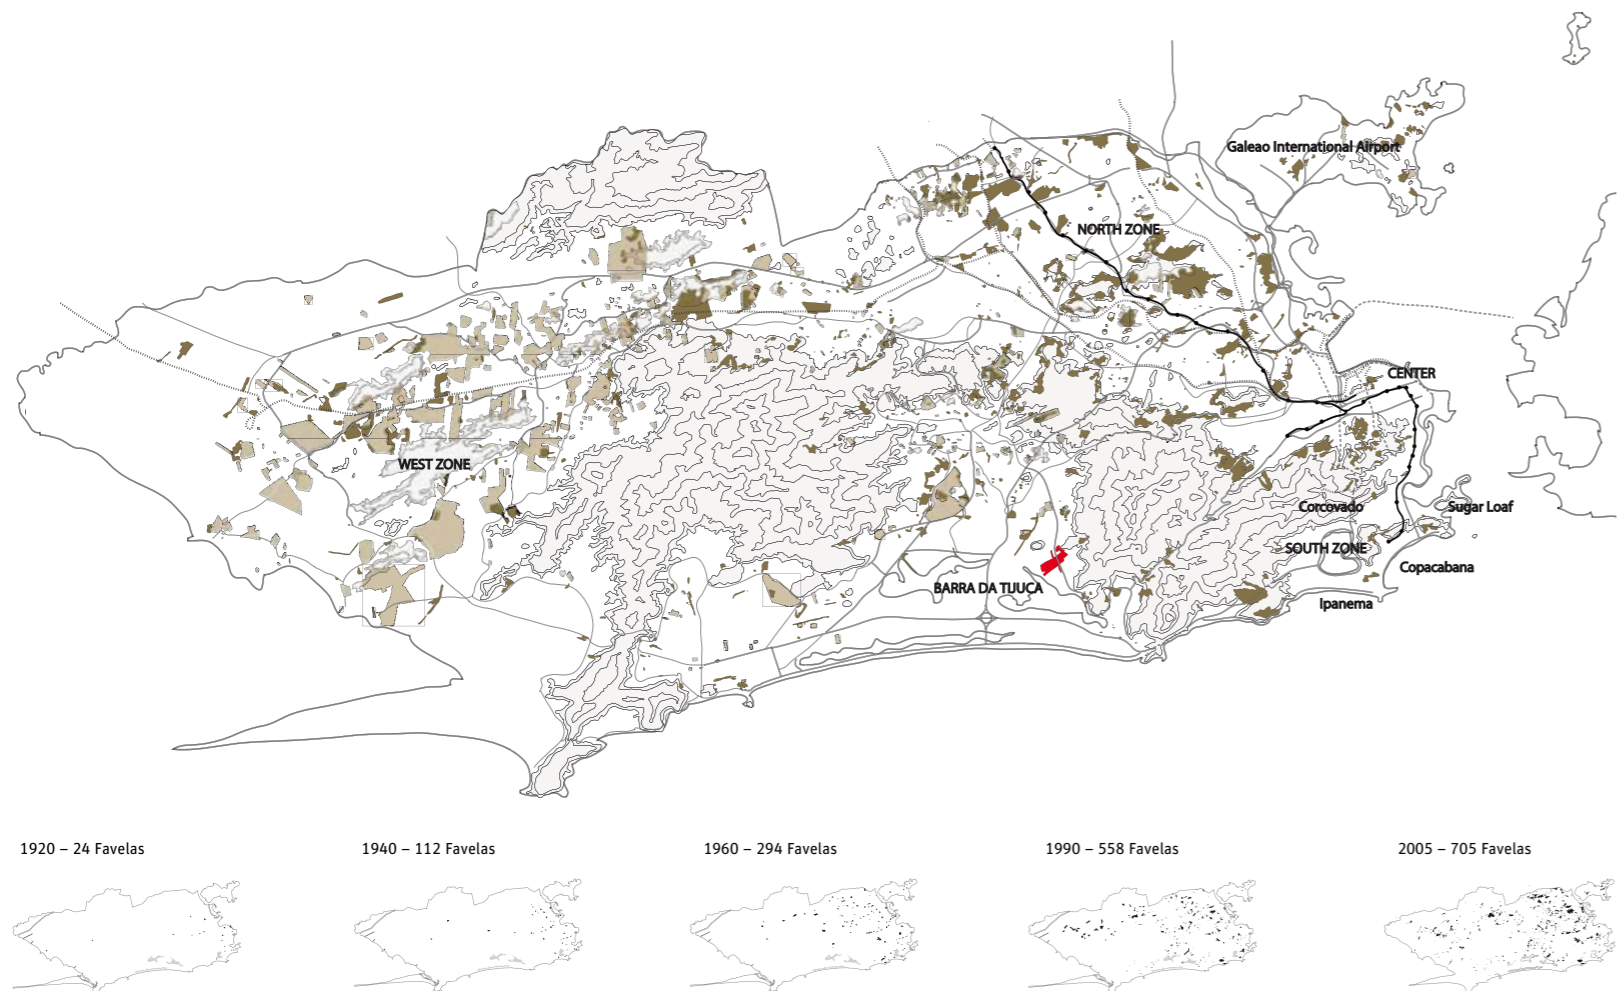 Galeao International Airport
NORTH ZONE
CENTER
WEST ZONE
Corcovado
Sugar Loaf
SOUTH ZONE
Copacabana
BARRA DA TIJUCA
Ipanema
1920 – 24 Favelas
1940 – 112 Favelas
1960 – 294 Favelas
1990 – 558 Favelas
2005 – 705 Favelas